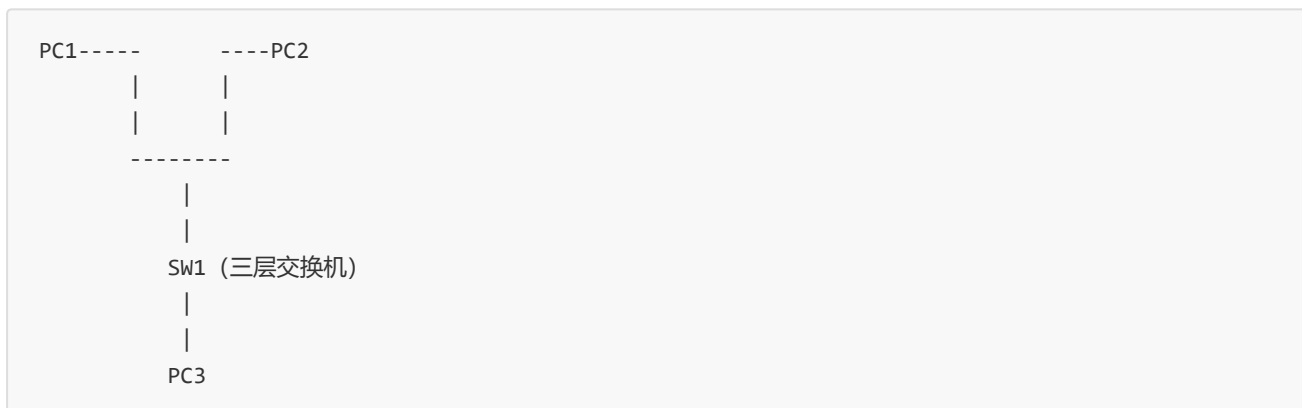 PC1-----      ----PC2
       |      |
       |      |
       --------
           |
           |
          SW1 (三层交换机)
           |
           |
          PC3